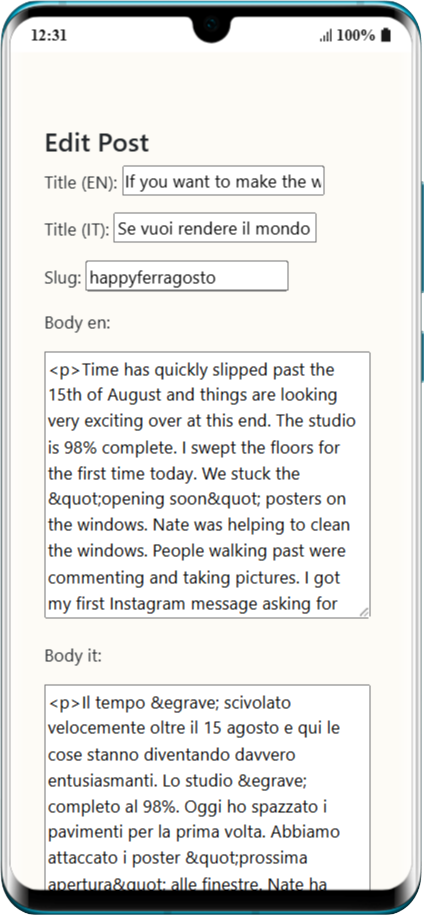 12:31 100%
Edit Post
Title (EN): If you want to make the w
Title (IT): Se vuoi rendere il mondo
Slug: happyferragosto
Body en:
<p>Time has quickly slipped past the
15th of August and things are looking
very exciting over at this end. The studio
is 98% complete. I swept the floors for
the first time today. We stuck the
&quot;opening soon&quot; posters on
the windows. Nate was helping to clean
the windows. People walking past were
commenting and taking pictures. I got
my first Instagram message asking for
Body it:
<p>Il tempo &egrave; scivolato
velocemente oltre il 15 agosto e qui le
cose stanno diventando davvero
entusiasmanti. Lo studio &egrave;
completo al 98%. Oggi ho spazzato i
pavimenti per la prima volta. Abbiamo
attaccato i poster &quot;prossima
apertura&quot; alle finestre. Nate ha